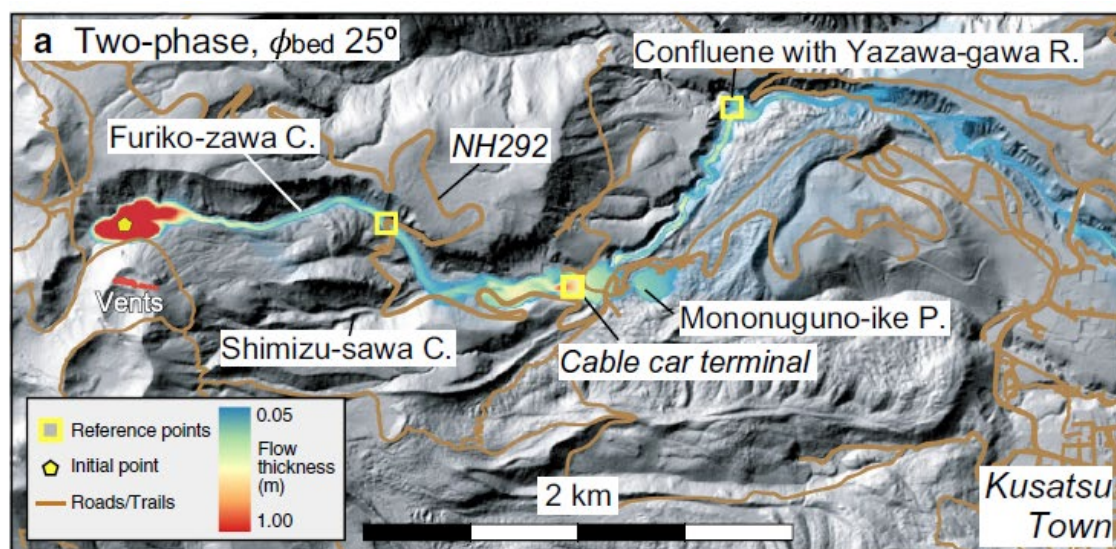 a Two-phase, ϕbed 25º
Confluene with Yazawa-gawa R.
Furiko-zawa C.
NH292
Vents
Shimizu-sawa C.
Mononuguno-ike P.
Cable car terminal
Reference points
Initial point
Roads/Trails
0.05
Flow
thickness
(m)
1.00
2 km
Kusatsu
Town